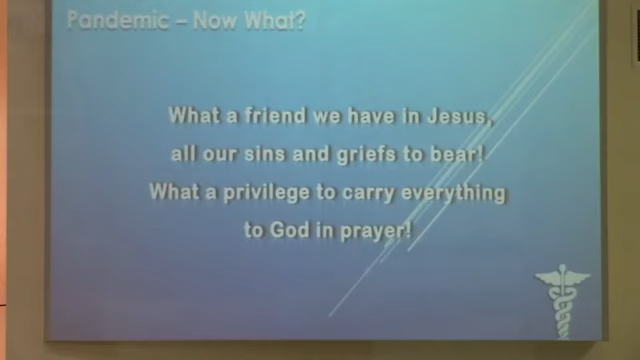 Pandemic – Now What?
What a friend we have in Jesus,
all our sins and griefs to bear!
What a privilege to carry everything
to God in prayer!